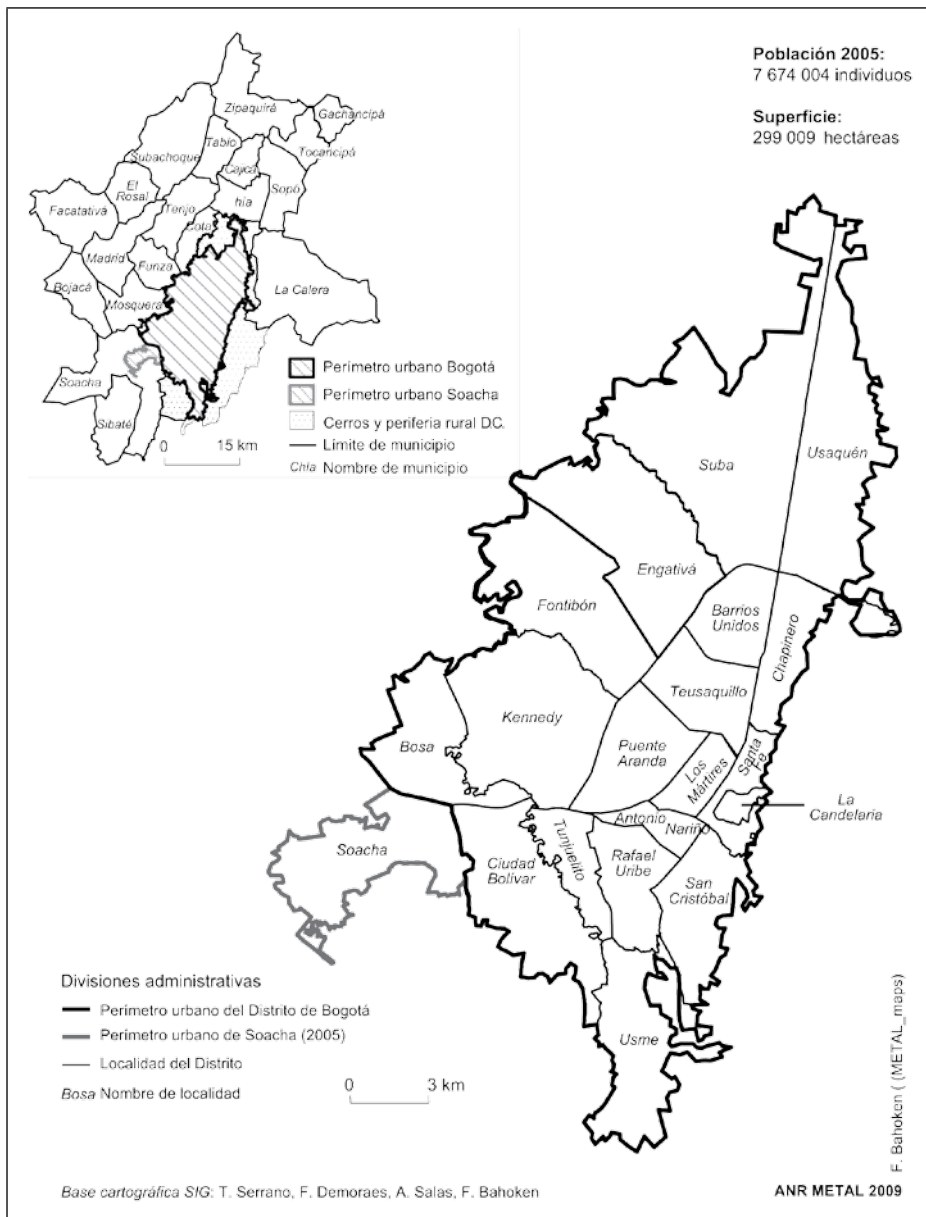 Población 2005:
7 674 004 individuos
Superficie:
299 009 hectáreas
Zipaquirá
Gachancipá
Tabio
Tocancipá
Subachoque
Cajicá
El
Rosal
Sopó
Facatativá
Tenjo
hía
Cota
Madrid
Funza
Bojacá
La Calera
Mosquera
Soacha
Sibaté
0 15 km
Perímetro urbano Bogotá
Perímetro urbano Soacha
Cerros y periferia rural D.C.
Límite de municipio
Chía Nombre de municipio
Suba
Usaquén
Engativá
Fontibón
Barrios
Unidos
Chapinero
Teusaquillo
Kennedy
Bosa
Puente
Aranda
Los
Mártires
Santa
Fe
La
Candelaria
Antonio
Nariño
Tunjuelito
Soacha
Ciudad
Bolívar
Rafael
Uribe
San
Cristóbal
Usme
Divisiones administrativas
Perímetro urbano del Distrito de Bogotá
Perímetro urbano de Soacha (2005)
Localidad del Distrito
Bosa Nombre de localidad
0 3 km
F. Bahoken ( (METAL_maps)
Base cartográfica SIG: T. Serrano, F. Demoraes, A. Salas, F. Bahoken
ANR METAL 2009